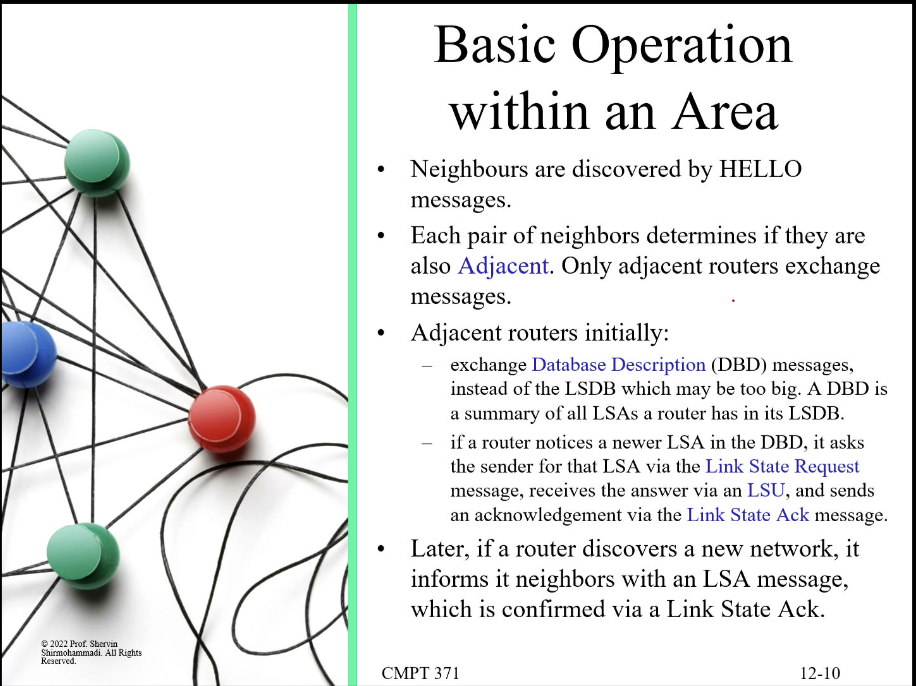 Basic Operation
within an Area
• Neighbours are discovered by HELLO
messages.
• Each pair of neighbors determines if they are
also Adjacent. Only adjacent routers exchange
messages.
• Adjacent routers initially:
– exchange Database Description (DBD) messages,
instead of the LSDB which may be too big. A DBD is
a summary of all LSAs a router has in its LSDB.
– if a router notices a newer LSA in the DBD, it asks
the sender for that LSA via the Link State Request
message, receives the answer via an LSU, and sends
an acknowledgement via the Link State Ack message.
• Later, if a router discovers a new network, it
informs it neighbors with an LSA message,
which is confirmed via a Link State Ack.
© 2022 Prof. Shervin
Shirmohammadi. All Rights
Reserved.
CMPT 371
12-10